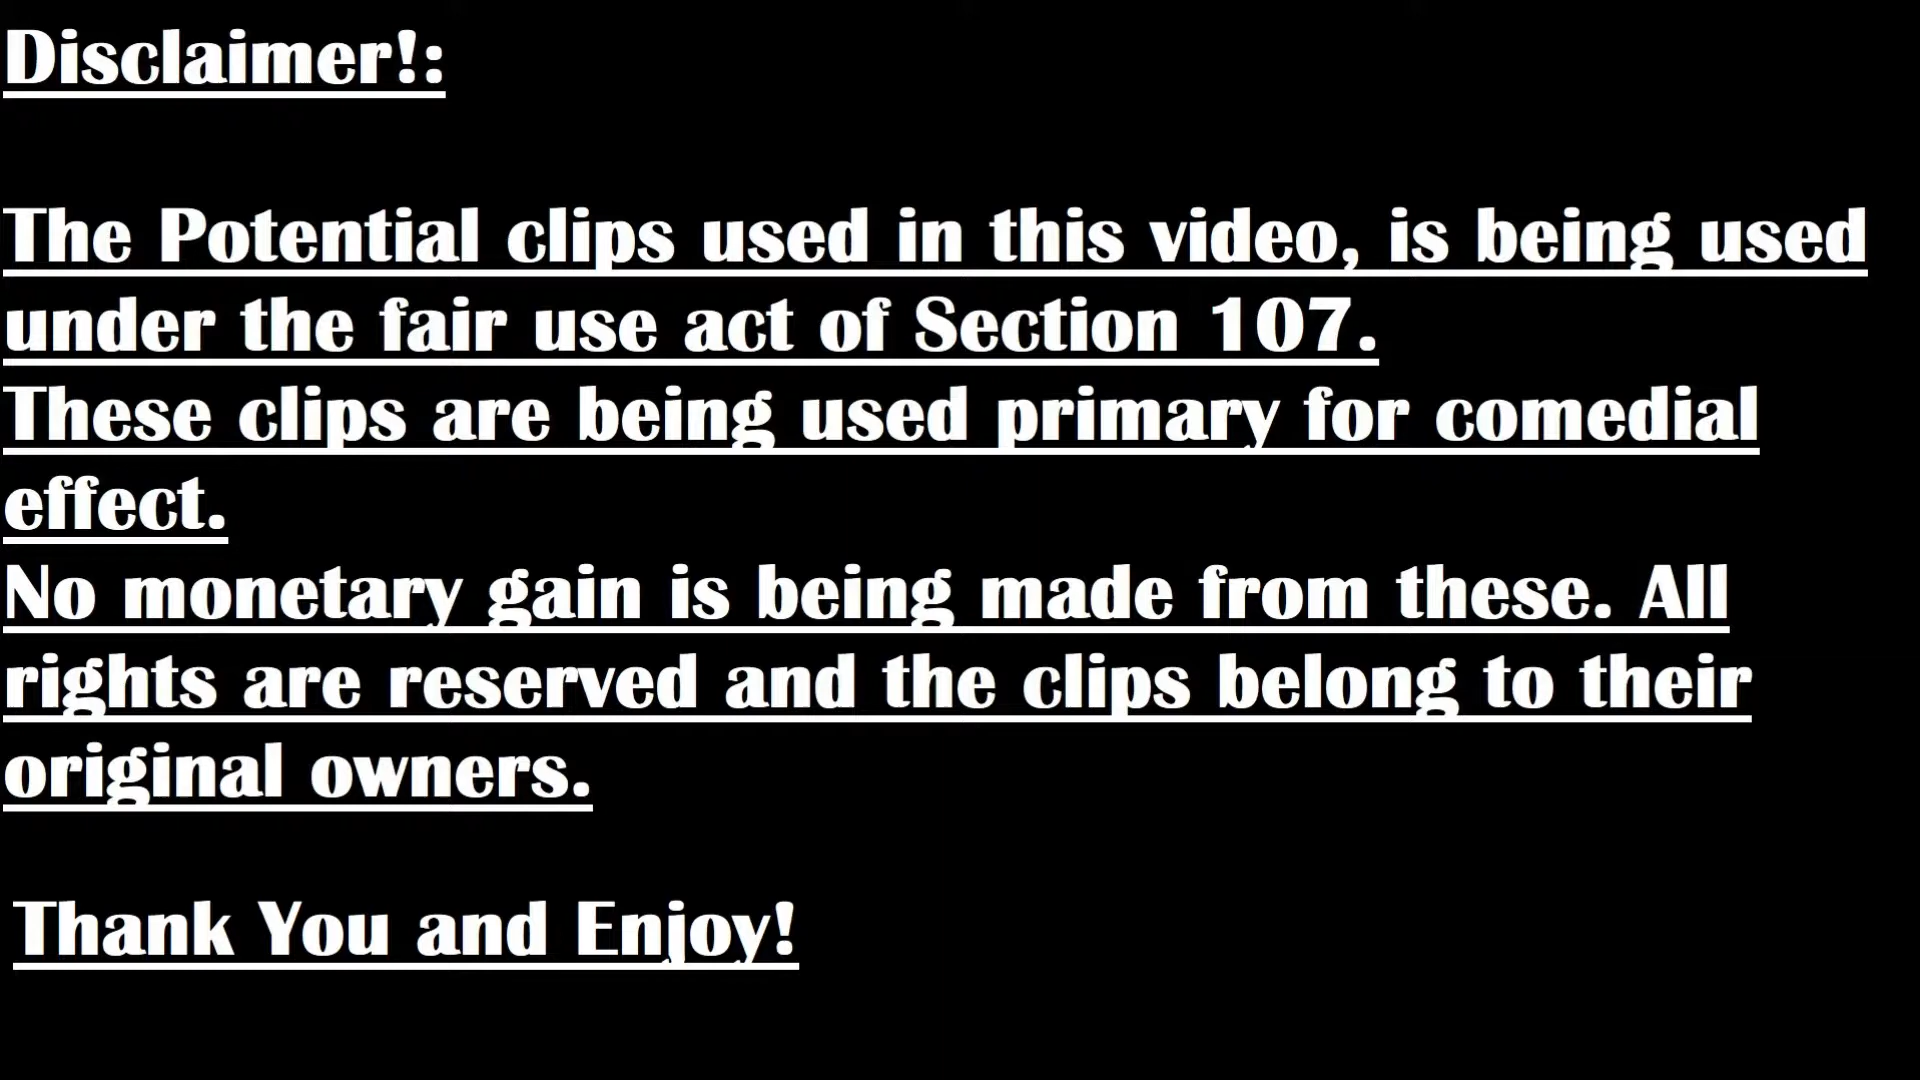 Disclaimer!:
The Potential clips used in this video, is being used
under the fair use act of Section 107.
These clips are being used primary for comedial
effect.
No monetary gain is being made from these. All
rights are reserved and the clips belong to their
original owners.
Thank You and Enjoy!